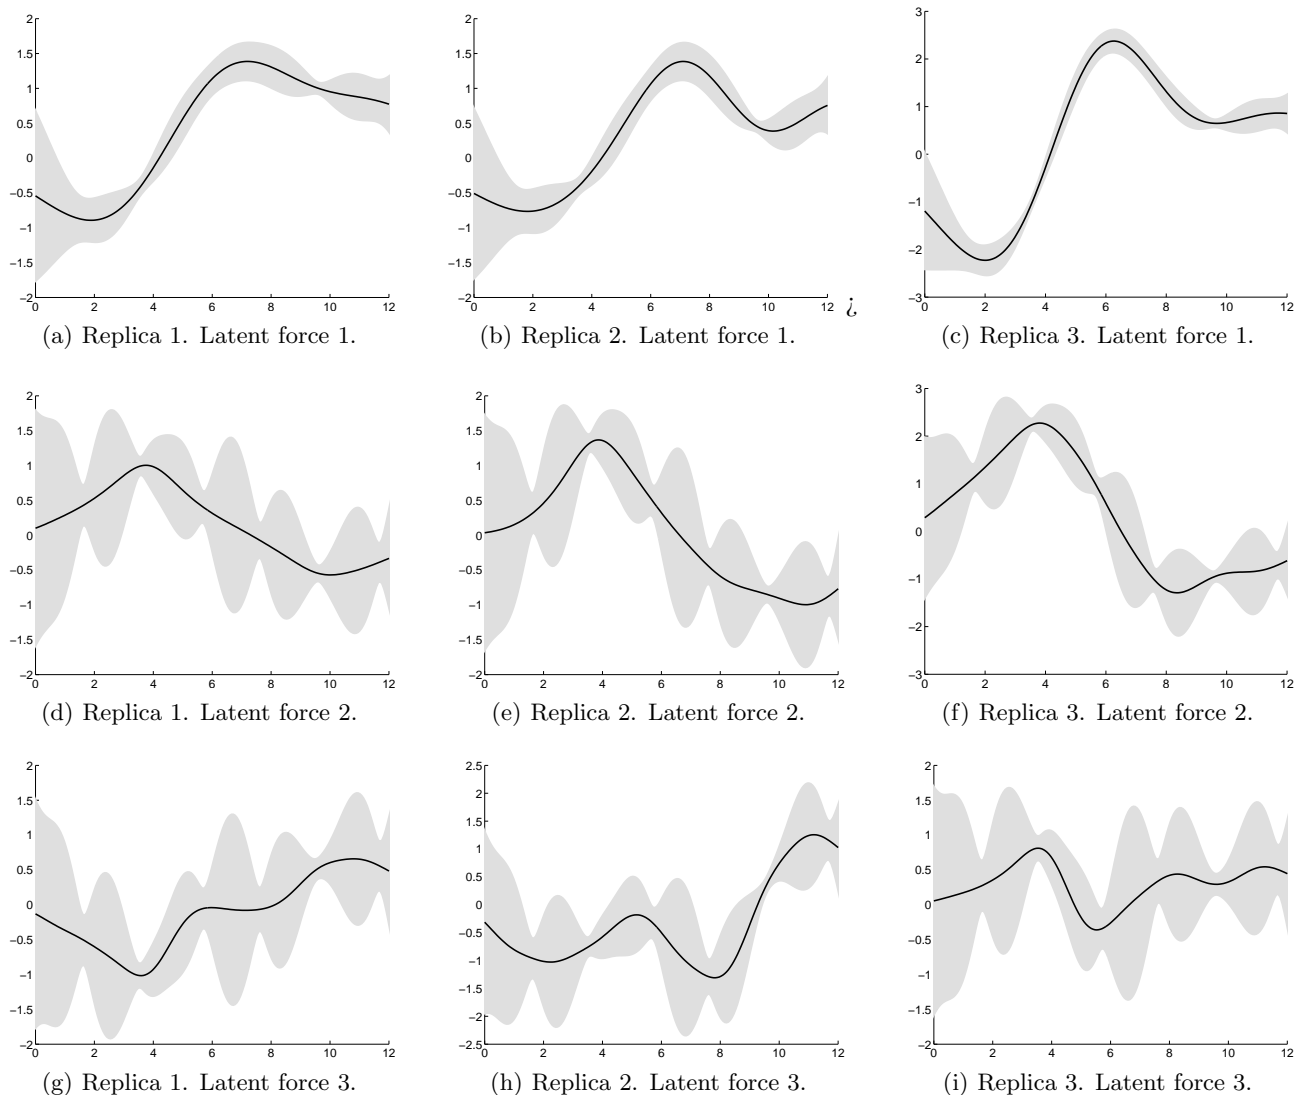 2 1.5 1 0.5 0 −0.5 −1 −1.5 −2
0 2 4 6 8 10 12
(a) Replica 1. Latent force 1.
2 1.5 1 0.5 0 −0.5 −1 −1.5 −2
0 2 4 6 8 10 12 ¿
(b) Replica 2. Latent force 1.
3 2 1 0 −1 −2 −3
0 2 4 6 8 10 12
(c) Replica 3. Latent force 1.
2 1.5 1 0.5 0 −0.5 −1 −1.5 −2
0 2 4 6 8 10 12
(d) Replica 1. Latent force 2.
2 1.5 1 0.5 0 −0.5 −1 −1.5 −2
0 2 4 6 8 10 12
(e) Replica 2. Latent force 2.
3 2 1 0 −1 −2 −3
0 2 4 6 8 10 12
(f) Replica 3. Latent force 2.
2 1.5 1 0.5 0 −0.5 −1 −1.5 −2
0 2 4 6 8 10 12
(g) Replica 1. Latent force 3.
2.5 2 1.5 1 0.5 0 −0.5 −1 −1.5 −2 −2.5
0 2 4 6 8 10 12
(h) Replica 2. Latent force 3.
2 1.5 1 0.5 0 −0.5 −1 −1.5 −2
0 2 4 6 8 10 12
(i) Replica 3. Latent force 3.